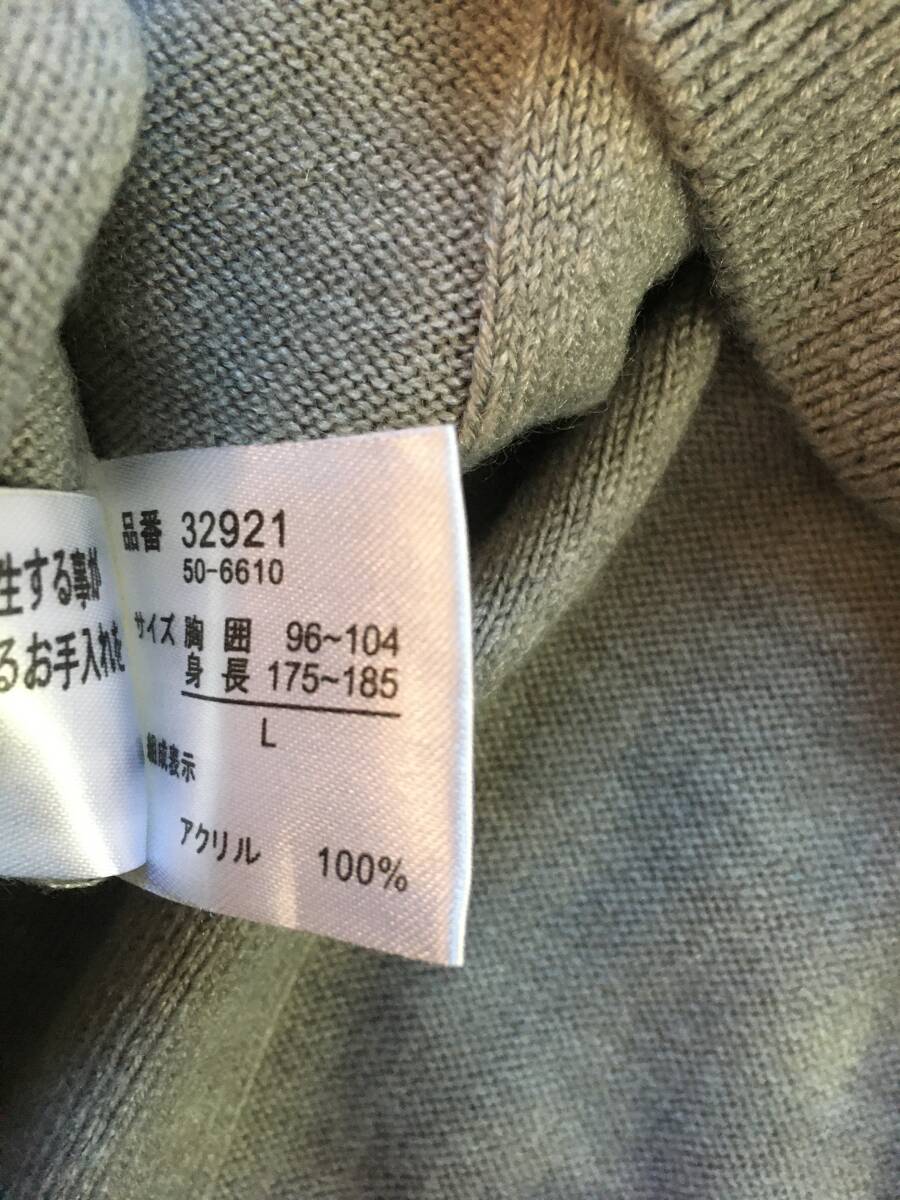 品番 32921
50-6610
サイズ 胸囲 96~104
身長 175~185
L
組成表示
アクリル 100%
生する事が
るお手入れを